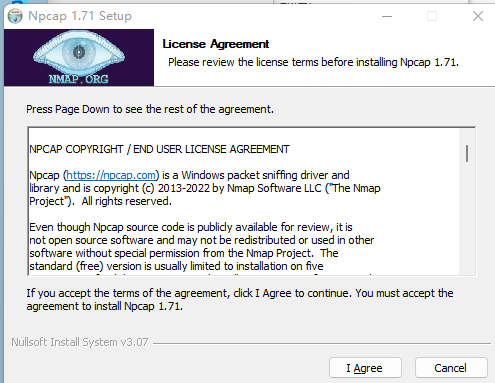 Npcap 1.71 Setup
NMAP.ORG
License Agreement
Please review the license terms before installing Npcap 1.71.
Press Page Down to see the rest of the agreement.
NPCAP COPYRIGHT / END USER LICENSE AGREEMENT
Npcap (https://npcap.com) is a Windows packet sniffing driver and
library and is copyright (c) 2013-2022 by Nmap Software LLC ("The Nmap
Project").  All rights reserved.
Even though Npcap source code is publicly available for review, it is
not open source software and may not be redistributed or used in other
software without special permission from the Nmap Project.  The
standard (free) version is usually limited to installation on five
If you accept the terms of the agreement, click I Agree to continue. You must accept the
agreement to install Npcap 1.71.
Nullsoft Install System v3.07
I Agree
Cancel